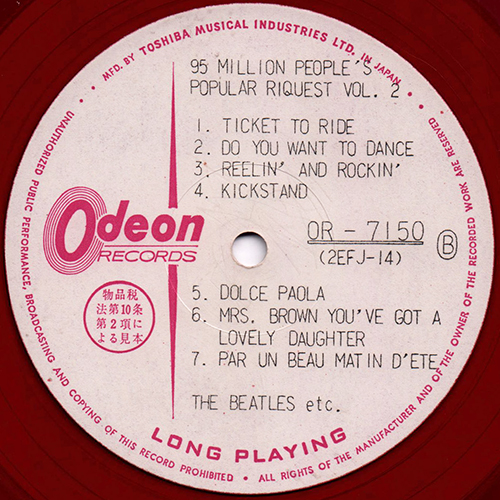 MFD. BY TOSHIBA MUSICAL INDUSTRIES LTD. IN JAPAN
95 MILLION PEOPLE'S
POPULAR RIQUEST VOL. 2
1. TICKET TO RIDE
2. DO YOU WANT TO DANCE
3. REELIN' AND ROCKIN'
4. KICKSTAND
Odeon
RECORDS
OR - 7150
(2EFJ-14)
B
物品税
法第10条
第2項に
よる見本
5. DOLCE PAOLA
6. MRS. BROWN YOU'VE GOT A
LOVELY DAUGHTER
7. PAR UN BEAU MATIN D'ETE
THE BEATLES etc.
LONG PLAYING
UNAUTHORIZED PUBLIC PERFORMANCE, BROADCASTING AND COPYING OF THIS RECORD PROHIBITED • ALL RIGHTS OF THE MANUFACTURER AND OF THE OWNER OF THE RECORDED WORK ARE RESERVED